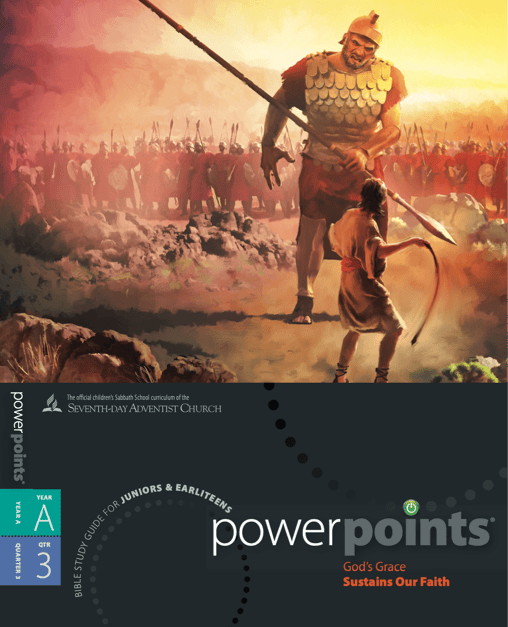 The official children's Sabbath School curriculum of the
SEVENTH-DAY ADVENTIST CHURCH
powerpoints®
YEAR A
YEAR
A
QUARTER 3
QTR
3
BIBLE STUDY GUIDE FOR JUNIORS & EARLITEENS
powerpoints®
God's Grace
Sustains Our Faith